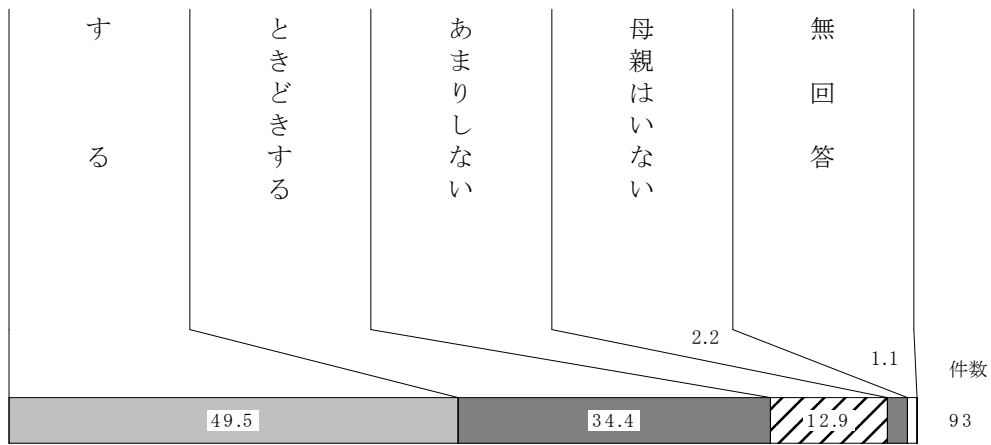 する
ときどきする
あまりしない
母親はいない
無回答
2.2
1.1
件数
49.5
34.4
12.9
93